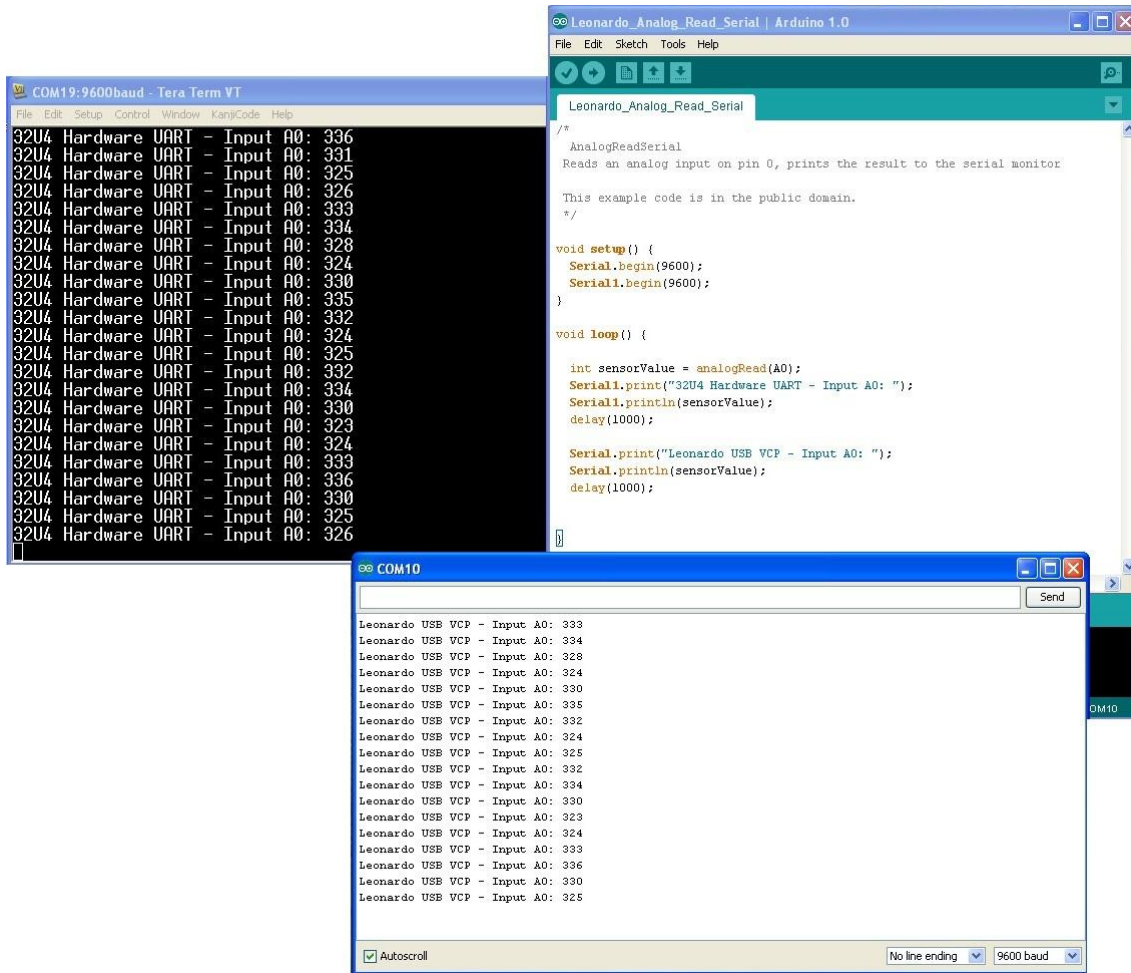 COM19:9600baud - Tera Term VT
File Edit Setup Control Window KanjiCode Help
32U4 Hardware UART - Input A0: 336
32U4 Hardware UART - Input A0: 331
32U4 Hardware UART - Input A0: 325
32U4 Hardware UART - Input A0: 326
32U4 Hardware UART - Input A0: 333
32U4 Hardware UART - Input A0: 334
32U4 Hardware UART - Input A0: 328
32U4 Hardware UART - Input A0: 324
32U4 Hardware UART - Input A0: 330
32U4 Hardware UART - Input A0: 335
32U4 Hardware UART - Input A0: 332
32U4 Hardware UART - Input A0: 324
32U4 Hardware UART - Input A0: 325
32U4 Hardware UART - Input A0: 332
32U4 Hardware UART - Input A0: 334
32U4 Hardware UART - Input A0: 330
32U4 Hardware UART - Input A0: 323
32U4 Hardware UART - Input A0: 324
32U4 Hardware UART - Input A0: 333
32U4 Hardware UART - Input A0: 336
32U4 Hardware UART - Input A0: 330
32U4 Hardware UART - Input A0: 325
32U4 Hardware UART - Input A0: 326
Leonardo_Analog_Read_Serial | Arduino 1.0
File Edit Sketch Tools Help
Leonardo_Analog_Read_Serial
/*
AnalogReadSerial
Reads an analog input on pin 0, prints the result to the serial monitor
This example code is in the public domain.
*/
void setup() {
Serial.begin(9600);
Serial1.begin(9600);
}
void loop() {
int sensorValue = analogRead(A0);
Serial1.print("32U4 Hardware UART - Input A0: ");
Serial1.println(sensorValue);
delay(1000);
Serial.print("Leonardo USB VCP - Input A0: ");
Serial.println(sensorValue);
delay(1000);
}
OM10
COM10
Send
Leonardo USB VCP - Input A0: 333
Leonardo USB VCP - Input A0: 334
Leonardo USB VCP - Input A0: 328
Leonardo USB VCP - Input A0: 324
Leonardo USB VCP - Input A0: 330
Leonardo USB VCP - Input A0: 335
Leonardo USB VCP - Input A0: 332
Leonardo USB VCP - Input A0: 324
Leonardo USB VCP - Input A0: 325
Leonardo USB VCP - Input A0: 332
Leonardo USB VCP - Input A0: 334
Leonardo USB VCP - Input A0: 330
Leonardo USB VCP - Input A0: 323
Leonardo USB VCP - Input A0: 324
Leonardo USB VCP - Input A0: 333
Leonardo USB VCP - Input A0: 336
Leonardo USB VCP - Input A0: 330
Leonardo USB VCP - Input A0: 325
Autoscroll
No line ending
9600 baud